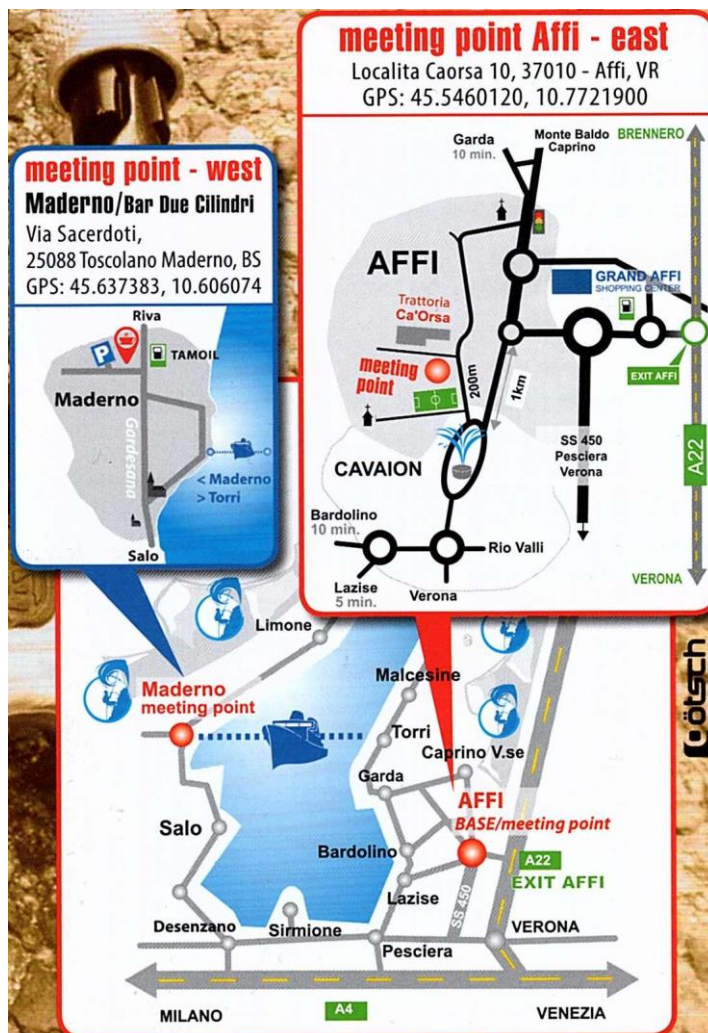 meeting point Affi - east
Localita Caorsa 10, 37010 - Affi, VR
GPS: 45.5460120, 10.7721900
Garda
10 min.
Monte Baldo
Caprino
BRENNERO
AFFI
GRAND AFFI
SHOPPING CENTER
Trattoria
Ca'Orsa
meeting
point
200m
1km
EXIT AFFI
SS 450
Pesciera
Verona
A22
CAVAION
Bardolino
10 min.
Rio Valli
Lazise
5 min.
Verona
VERONA
meeting point - west
Maderno/Bar Due Cilindri
Via Sacerdoti,
25088 Toscolano Maderno, BS
GPS: 45.637383, 10.606074
Riva
P
TAMOIL
Maderno
Gardesana
< Maderno
> Torri
Salo
Limone
Maderno
meeting point
Malcesine
Torri
Caprino V.se
Garda
AFFI
BASE/meeting point
Salo
Bardolino
A22
EXIT AFFI
Lazise
SS 450
Desenzano
Sirmione
Pesciera
VERONA
MILANO
A4
VENEZIA
ötsch